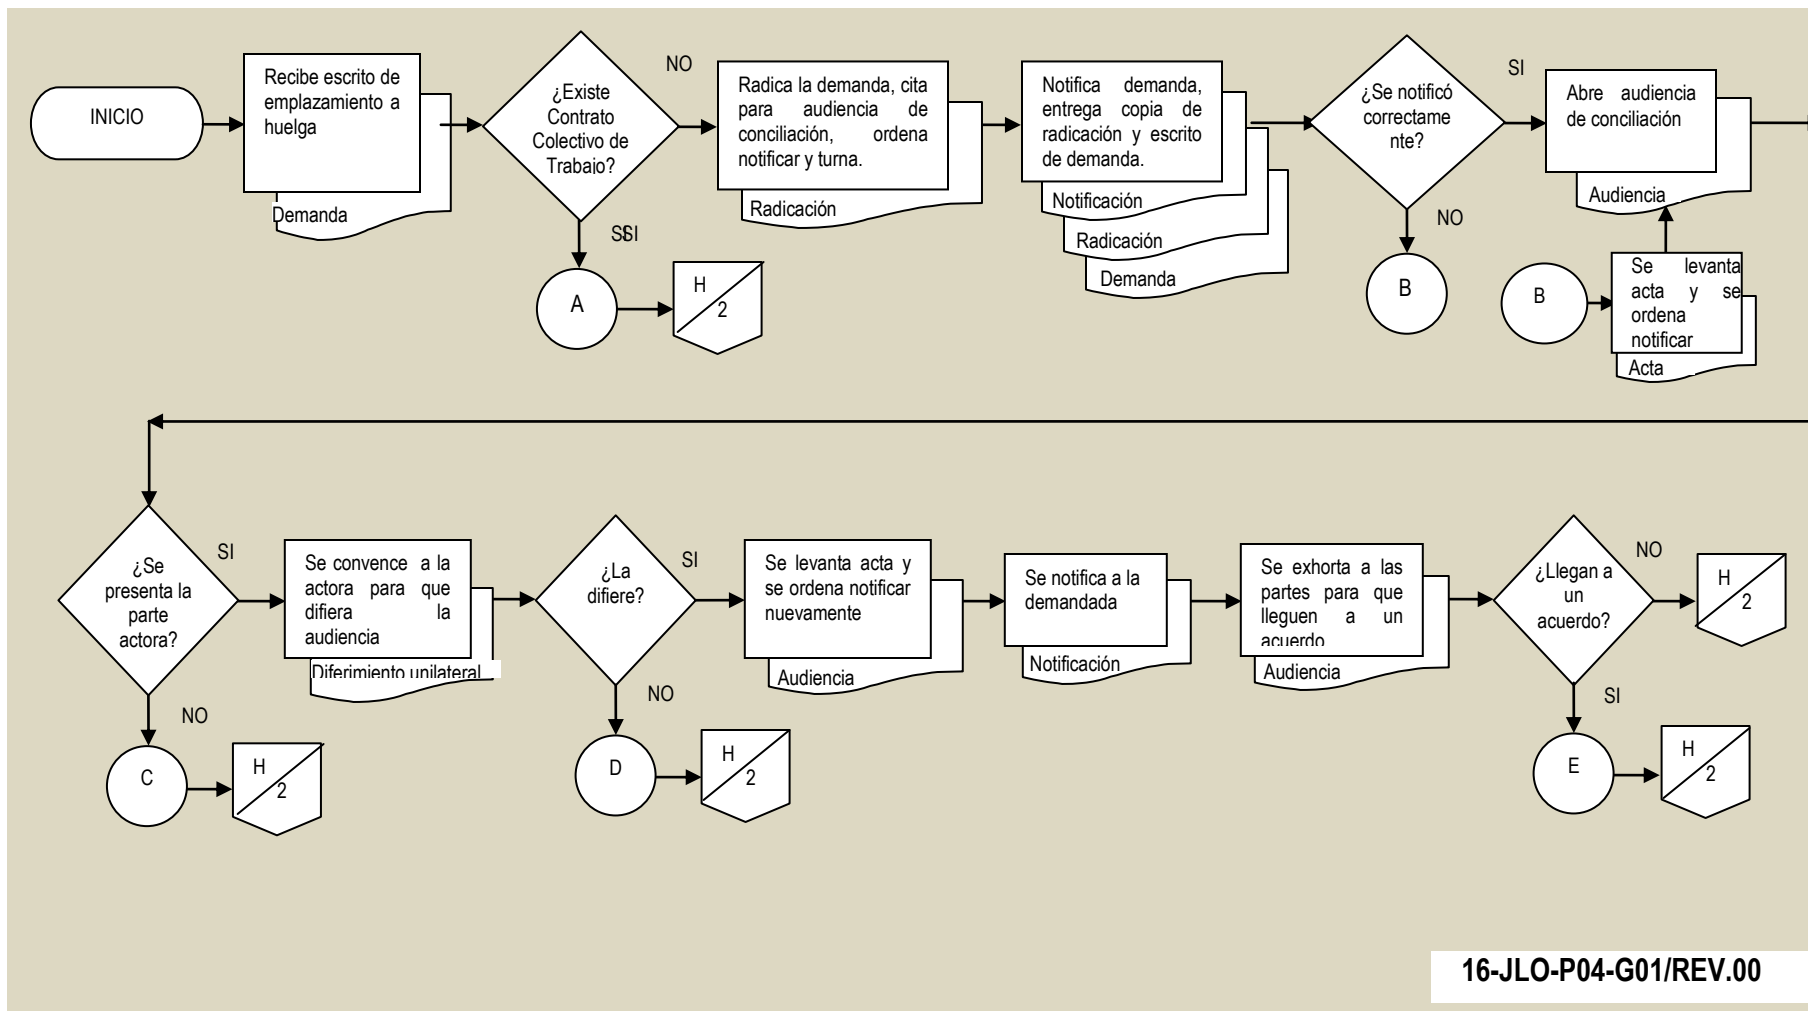 INICIO
Recibe escrito de
emplazamiento a
huelga
Demanda
¿Existe
Contrato
Colectivo de
Trabajo?
NO
SSI
A
H
2
Radica la demanda, cita
para audiencia de
conciliación, ordena
notificar y turna.
Radicación
Notifica demanda,
entrega copia de
radicación y escrito
de demanda.
Notificación
Radicación
Demanda
¿Se notificó
correctame
nte?
SI
NO
B
Abre audiencia
de conciliación
Audiencia
B
Se levanta
acta y se
ordena
notificar
Acta
¿Se
presenta la
parte
actora?
SI
NO
C
H
2
Se convence a la
actora para que
difiera la
audiencia
Diferimiento unilateral
¿La
difiere?
SI
NO
D
H
2
Se levanta acta y
se ordena notificar
nuevamente
Audiencia
Se notifica a la
demandada
Notificación
Se exhorta a las
partes para que
lleguen a un
acuerdo
Audiencia
¿Llegan a
un
acuerdo?
NO
H
2
SI
E
H
2
16-JLO-P04-G01/REV.00